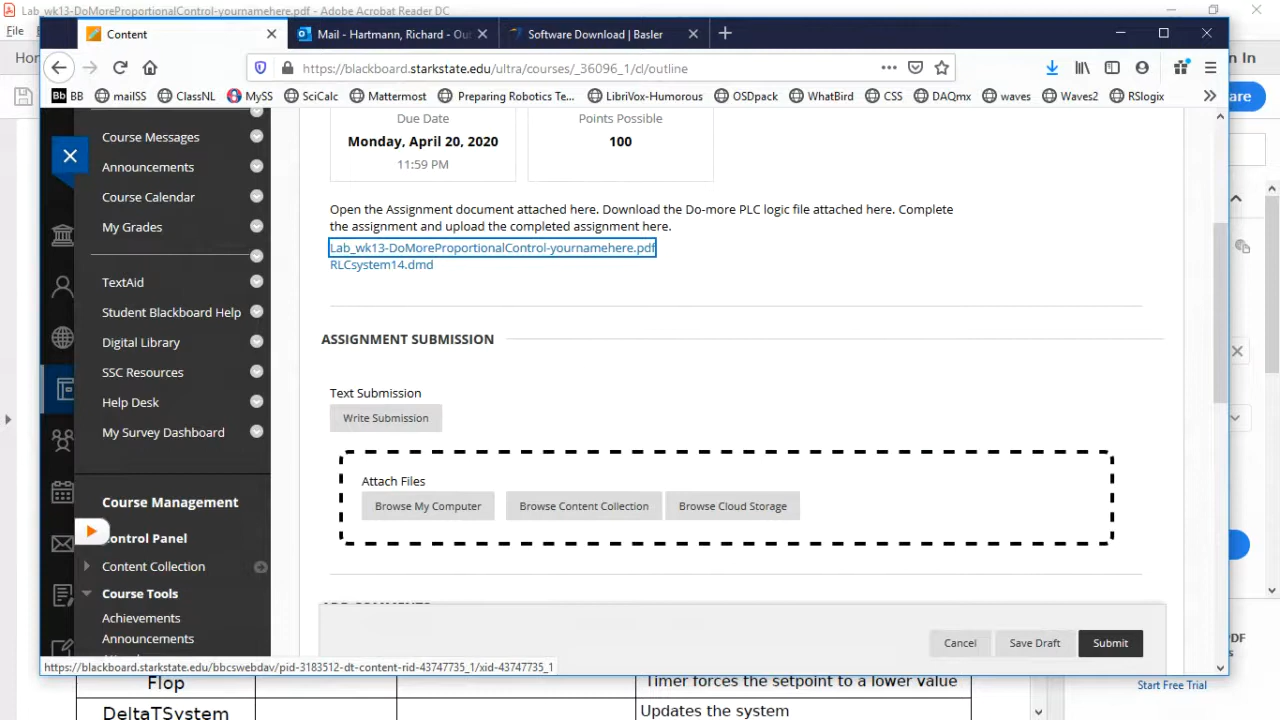 Lab_wk13-DoMoreProportionalControl-yournamehere.pdf - Adobe Acrobat Reader DC
File
Content
Mail - Hartmann, Richard - Out
Software Download | Basler
https://blackboard.starkstate.edu/ultra/courses/_36096_1/cl/outline
Bb BB
mailSS
ClassNL
MySS
SciCalc
Mattermost
Preparing Robotics Te...
LibriVox-Humorous
OSDpack
WhatBird
CSS
DAQmx
waves
Waves2
RSlogix
Course Messages
Announcements
Course Calendar
My Grades
TextAid
Student Blackboard Help
Digital Library
SSC Resources
Help Desk
My Survey Dashboard
Course Management
Control Panel
Content Collection
Course Tools
Achievements
Announcements
Due Date
Monday, April 20, 2020
11:59 PM
Points Possible
100
Open the Assignment document attached here. Download the Do-more PLC logic file attached here. Complete
the assignment and upload the completed assignment here.
Lab_wk13-DoMoreProportionalControl-yournamehere.pdf
RLCsystem14.dmd
ASSIGNMENT SUBMISSION
Text Submission
Write Submission
Attach Files
Browse My Computer
Browse Content Collection
Browse Cloud Storage
Cancel
Save Draft
Submit
https://blackboard.starkstate.edu/bbcswebdav/pid-3183512-dt-content-rid-43747735_1/xid-43747735_1
Flop
Timer forces the setpoint to a lower value
DeltaTSystem
Updates the system
Start Free Trial